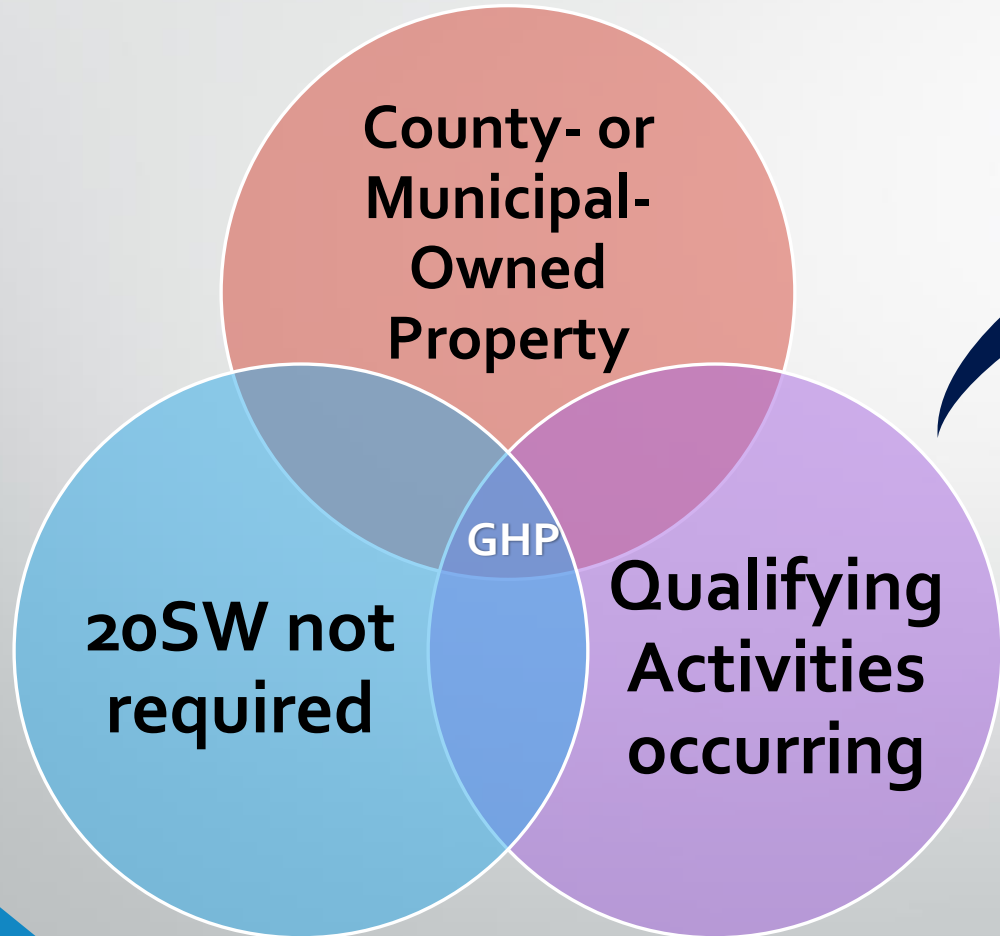 County- or
Municipal-
Owned
Property
GHP
20SW not
required
Qualifying
Activities
occurring